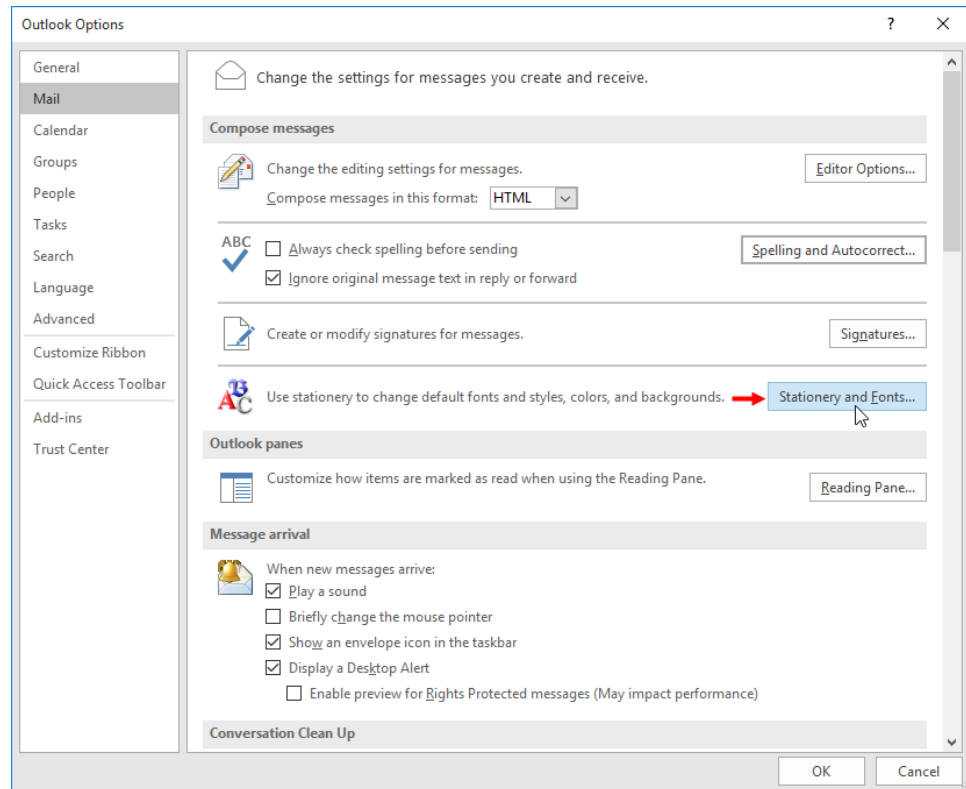 Outlook Options
?
General
Mail
Calendar
Groups
People
Tasks
Search
Language
Advanced
Customize Ribbon
Quick Access Toolbar
Add-ins
Trust Center
Change the settings for messages you create and receive.
Compose messages
Change the editing settings for messages.
Editor Options...
Compose messages in this format: HTML
ABC
Always check spelling before sending
Spelling and Autocorrect...
Ignore original message text in reply or forward
Create or modify signatures for messages.
Signatures...
ABC
Use stationery to change default fonts and styles, colors, and backgrounds.
Stationery and Fonts...
Outlook panes
Customize how items are marked as read when using the Reading Pane.
Reading Pane...
Message arrival
When new messages arrive:
Play a sound
Briefly change the mouse pointer
Show an envelope icon in the taskbar
Display a Desktop Alert
Enable preview for Rights Protected messages (May impact performance)
Conversation Clean Up
OK
Cancel